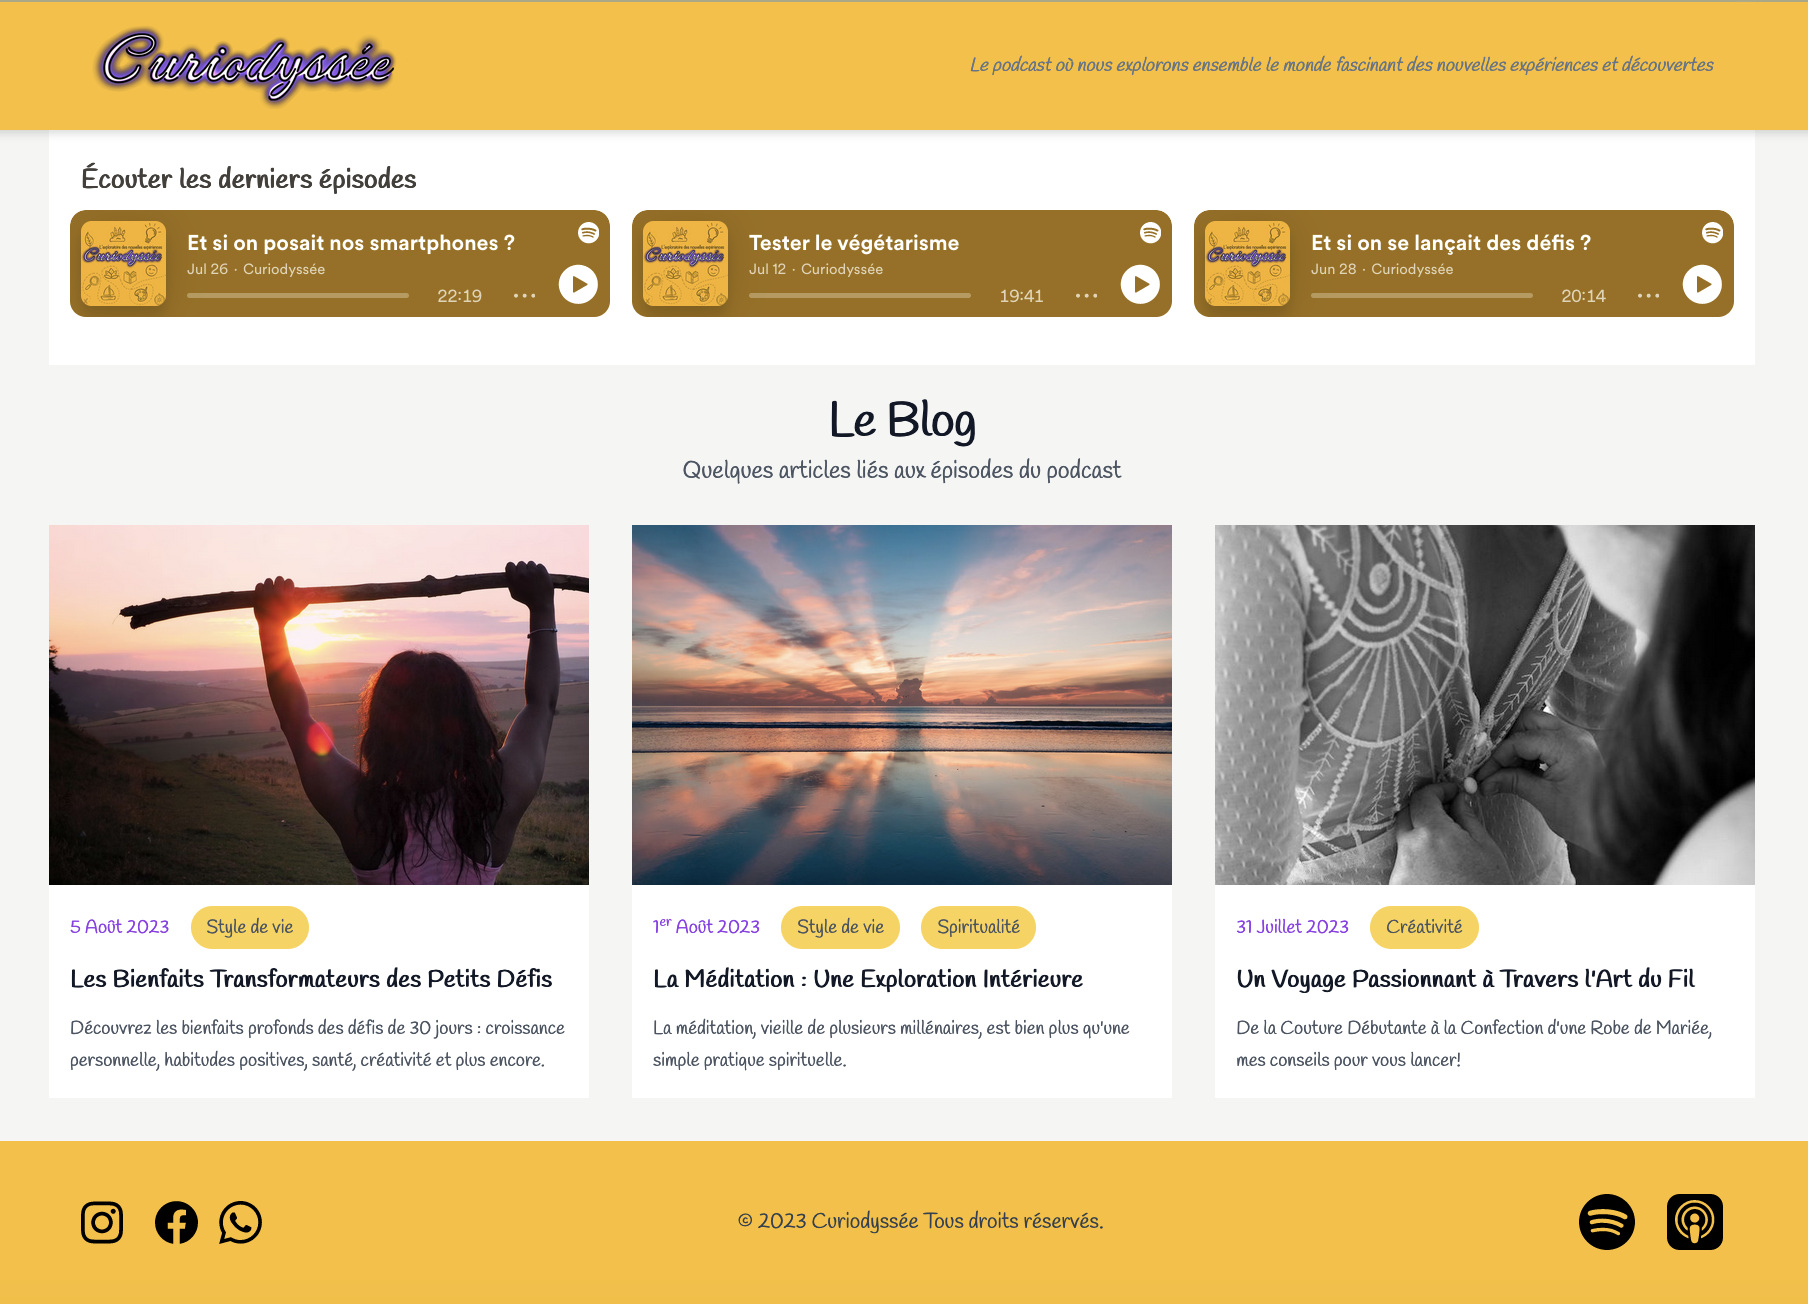 Curiodyssée
Le podcast où nous explorons ensemble le monde fascinant des nouvelles expériences et découvertes
Écouter les derniers épisodes
Curiodyssée
Et si on posait nos smartphones ?
Jul 26 · Curiodyssée
22:19
Curiodyssée
Tester le végétarisme
Jul 12 · Curiodyssée
19:41
Curiodyssée
Et si on se lançait des défis ?
Jun 28 · Curiodyssée
20:14
Le Blog
Quelques articles liés aux épisodes du podcast
5 Août 2023
Style de vie
Les Bienfaits Transformateurs des Petits Défis
Découvrez les bienfaits profonds des défis de 30 jours : croissance
personnelle, habitudes positives, santé, créativité et plus encore.
1er Août 2023
Style de vie
Spiritualité
La Méditation : Une Exploration Intérieure
La méditation, vieille de plusieurs millénaires, est bien plus qu'une
simple pratique spirituelle.
31 Juillet 2023
Créativité
Un Voyage Passionnant à Travers l'Art du Fil
De la Couture Débutante à la Confection d'une Robe de Mariée,
mes conseils pour vous lancer!
© 2023 Curiodyssée Tous droits réservés.